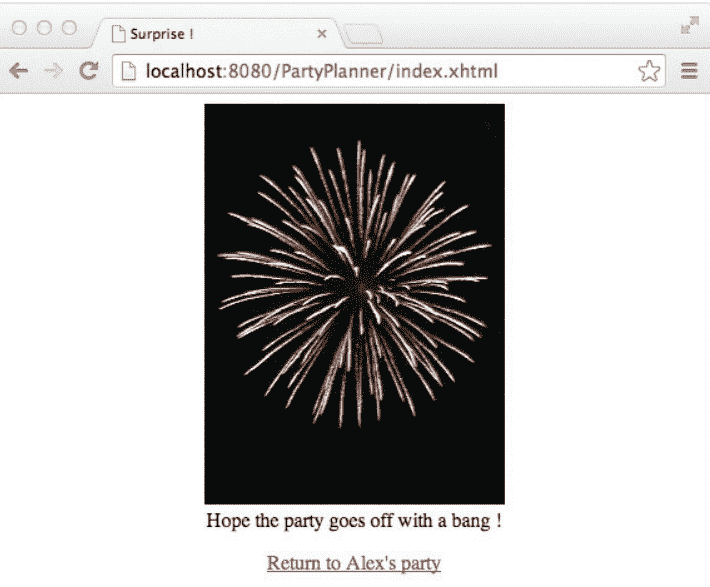 Surprise !
localhost:8080/PartyPlanner/index.xhtml
Hope the party goes off with a bang !
Return to Alex's party